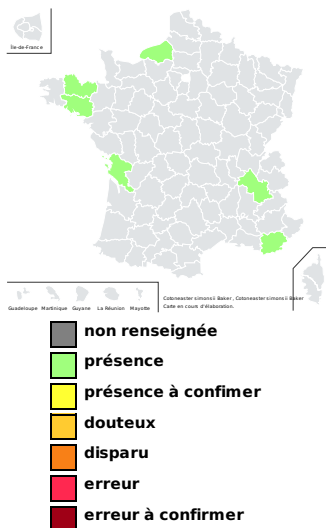 Île-de-France
Guadeloupe Martinique Guyane La Réunion Mayotte
Cotoneaster simonsii Baker , Cotoneaster simonsii Baker
Carte en cours d'élaboration.
non renseignée
présence
présence à confimer
douteux
disparu
erreur
erreur à confirmer